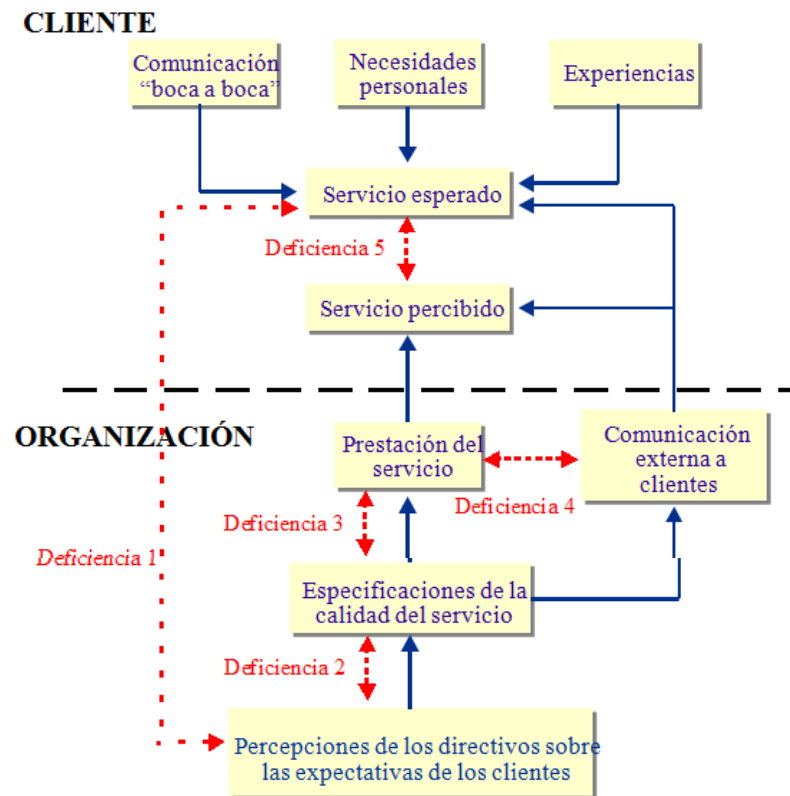 CLIENTE
Comunicación
“boca a boca”
Necesidades
personales
Experiencias
Servicio esperado
Deficiencia 5
Servicio percibido
ORGANIZACIÓN
Prestación del
servicio
Comunicación
externa a
clientes
Deficiencia 4
Deficiencia 3
Deficiencia 1
Especificaciones de la
calidad del servicio
Deficiencia 2
Percepciones de los directivos sobre
las expectativas de los clientes